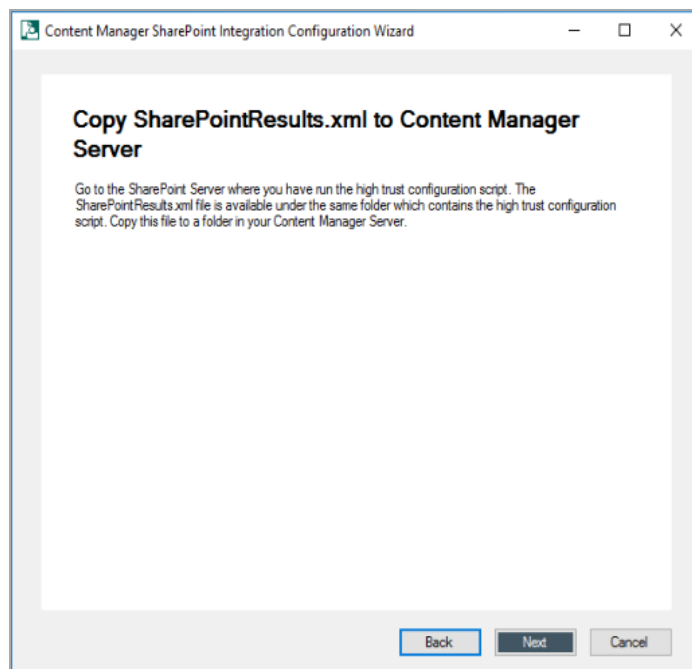 Content Manager SharePoint Integration Configuration Wizard
Copy SharePointResults.xml to Content Manager
Server
Go to the SharePoint Server where you have run the high trust configuration script. The
SharePointResults.xml file is available under the same folder which contains the high trust configuration
script. Copy this file to a folder in your Content Manager Server.
Back Next Cancel